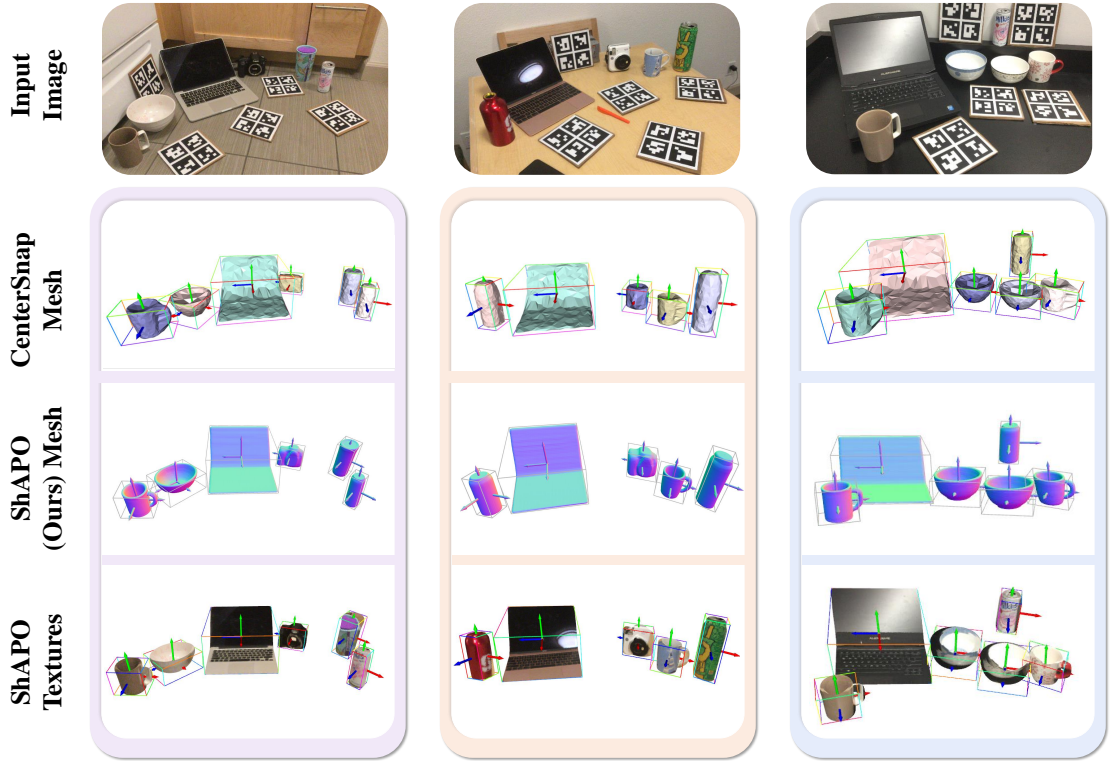 Input
Image
CenterSnap
Mesh
ShAPO
(Ours) Mesh
ShAPO
Textures